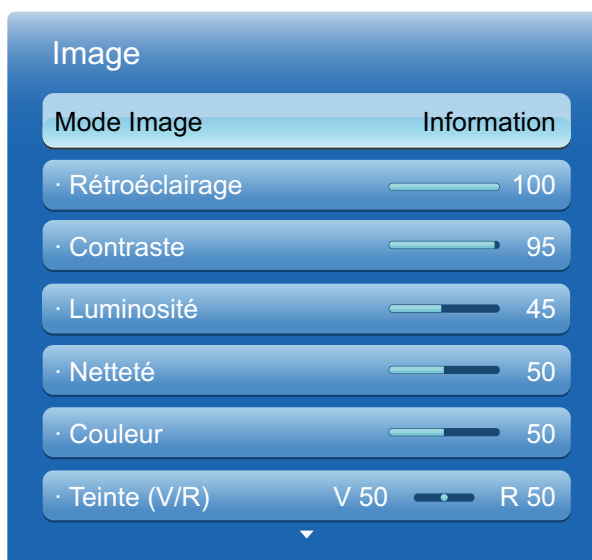 Image
Mode Image Information
· Rétroéclairage 100
· Contraste 95
· Luminosité 45
· Netteté 50
· Couleur 50
· Teinte (V/R) V 50 R 50